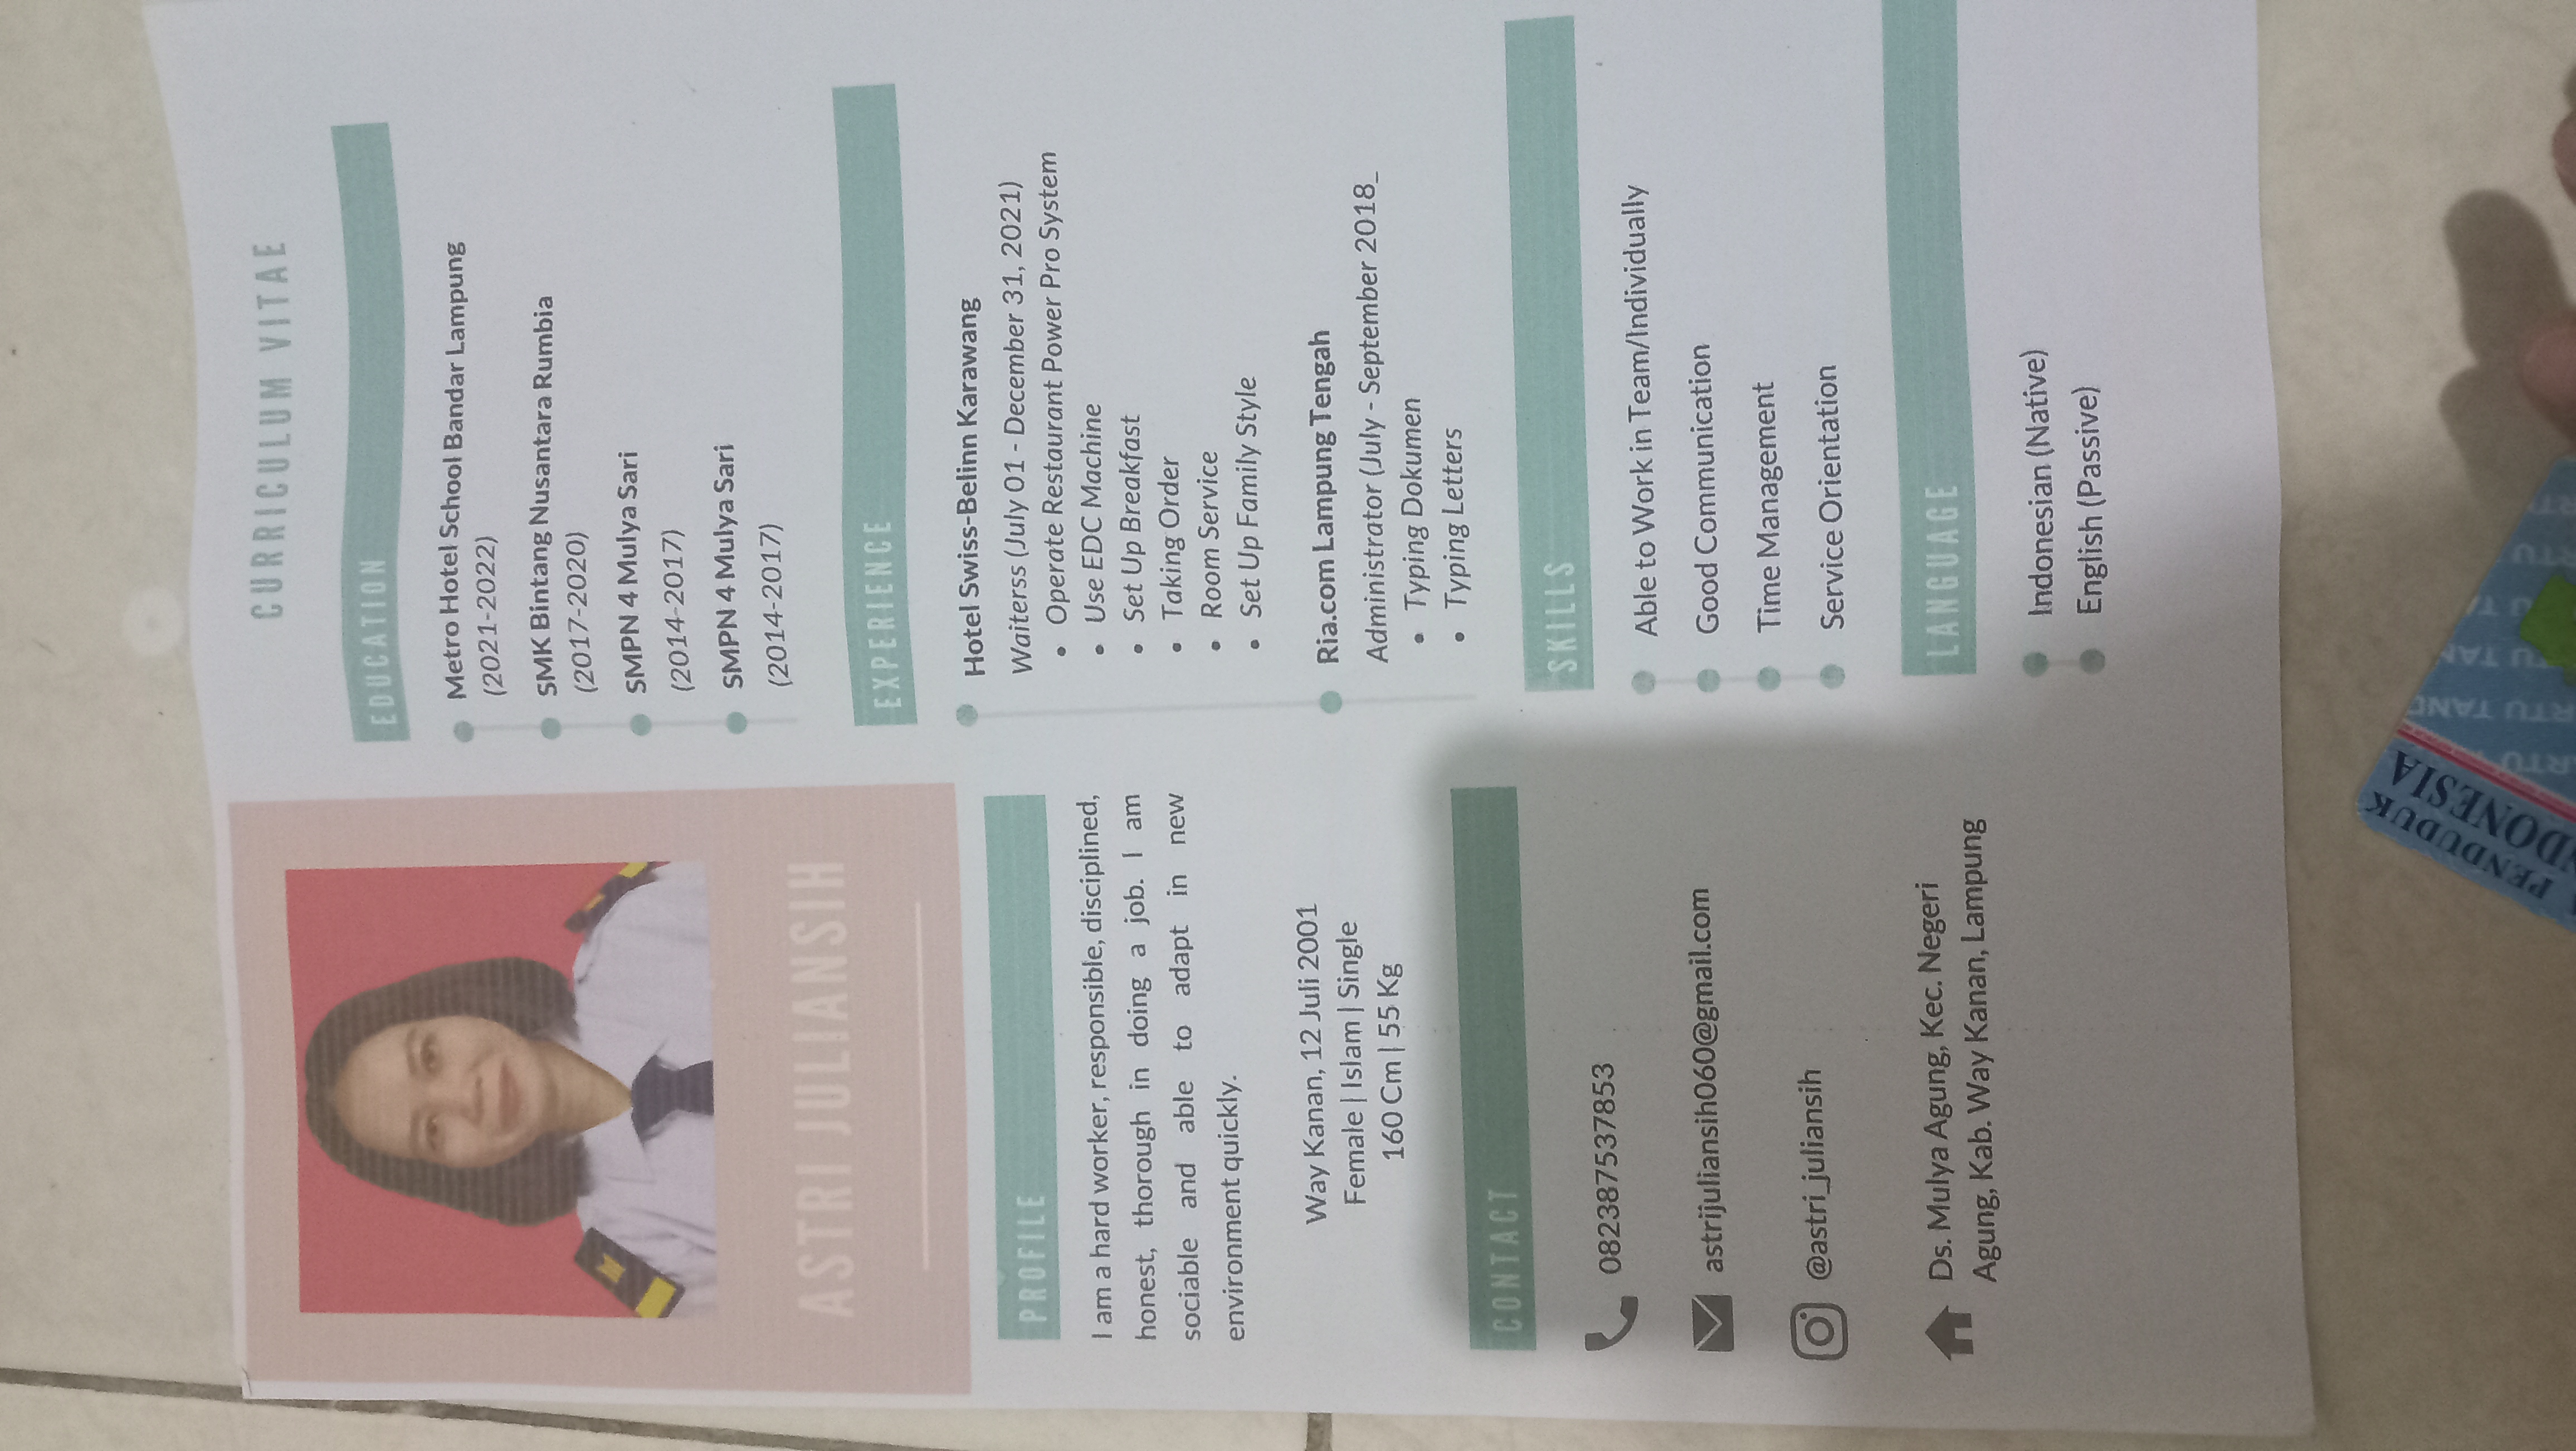 ASTRI JULIANSIH
PROFILE
I am a hard worker, responsible, disciplined,
honest, thorough in doing a job. I am
sociable and able to adapt in new
environment quickly.
Way Kanan, 12 Juli 2001
Female | Islam | Single
160 Cm | 55 Kg
CONTACT
082387537853
astrijuliansih060@gmail.com
@astri_juliansih
Ds. Mulya Agung, Kec. Negeri
Agung, Kab. Way Kanan, Lampung
CURRICULUM VITAE
EDUCATION
Metro Hotel School Bandar Lampung
(2021-2022)
SMK Bintang Nusantara Rumbia
(2017-2020)
SMPN 4 Mulya Sari
(2014-2017)
SMPN 4 Mulya Sari
(2014-2017)
EXPERIENCE
Hotel Swiss-Belinn Karawang
Waiterss (July 01 - December 31, 2021)
• Operate Restaurant Power Pro System
• Use EDC Machine
• Set Up Breakfast
• Taking Order
• Room Service
• Set Up Family Style
Ria.com Lampung Tengah
Administrator (July - September 2018_
• Typing Dokumen
• Typing Letters
SKILLS
Able to Work in Team/Individually
Good Communication
Time Management
Service Orientation
LANGUAGE
Indonesian (Native)
English (Passive)
PENDUDUK
NDONESIA